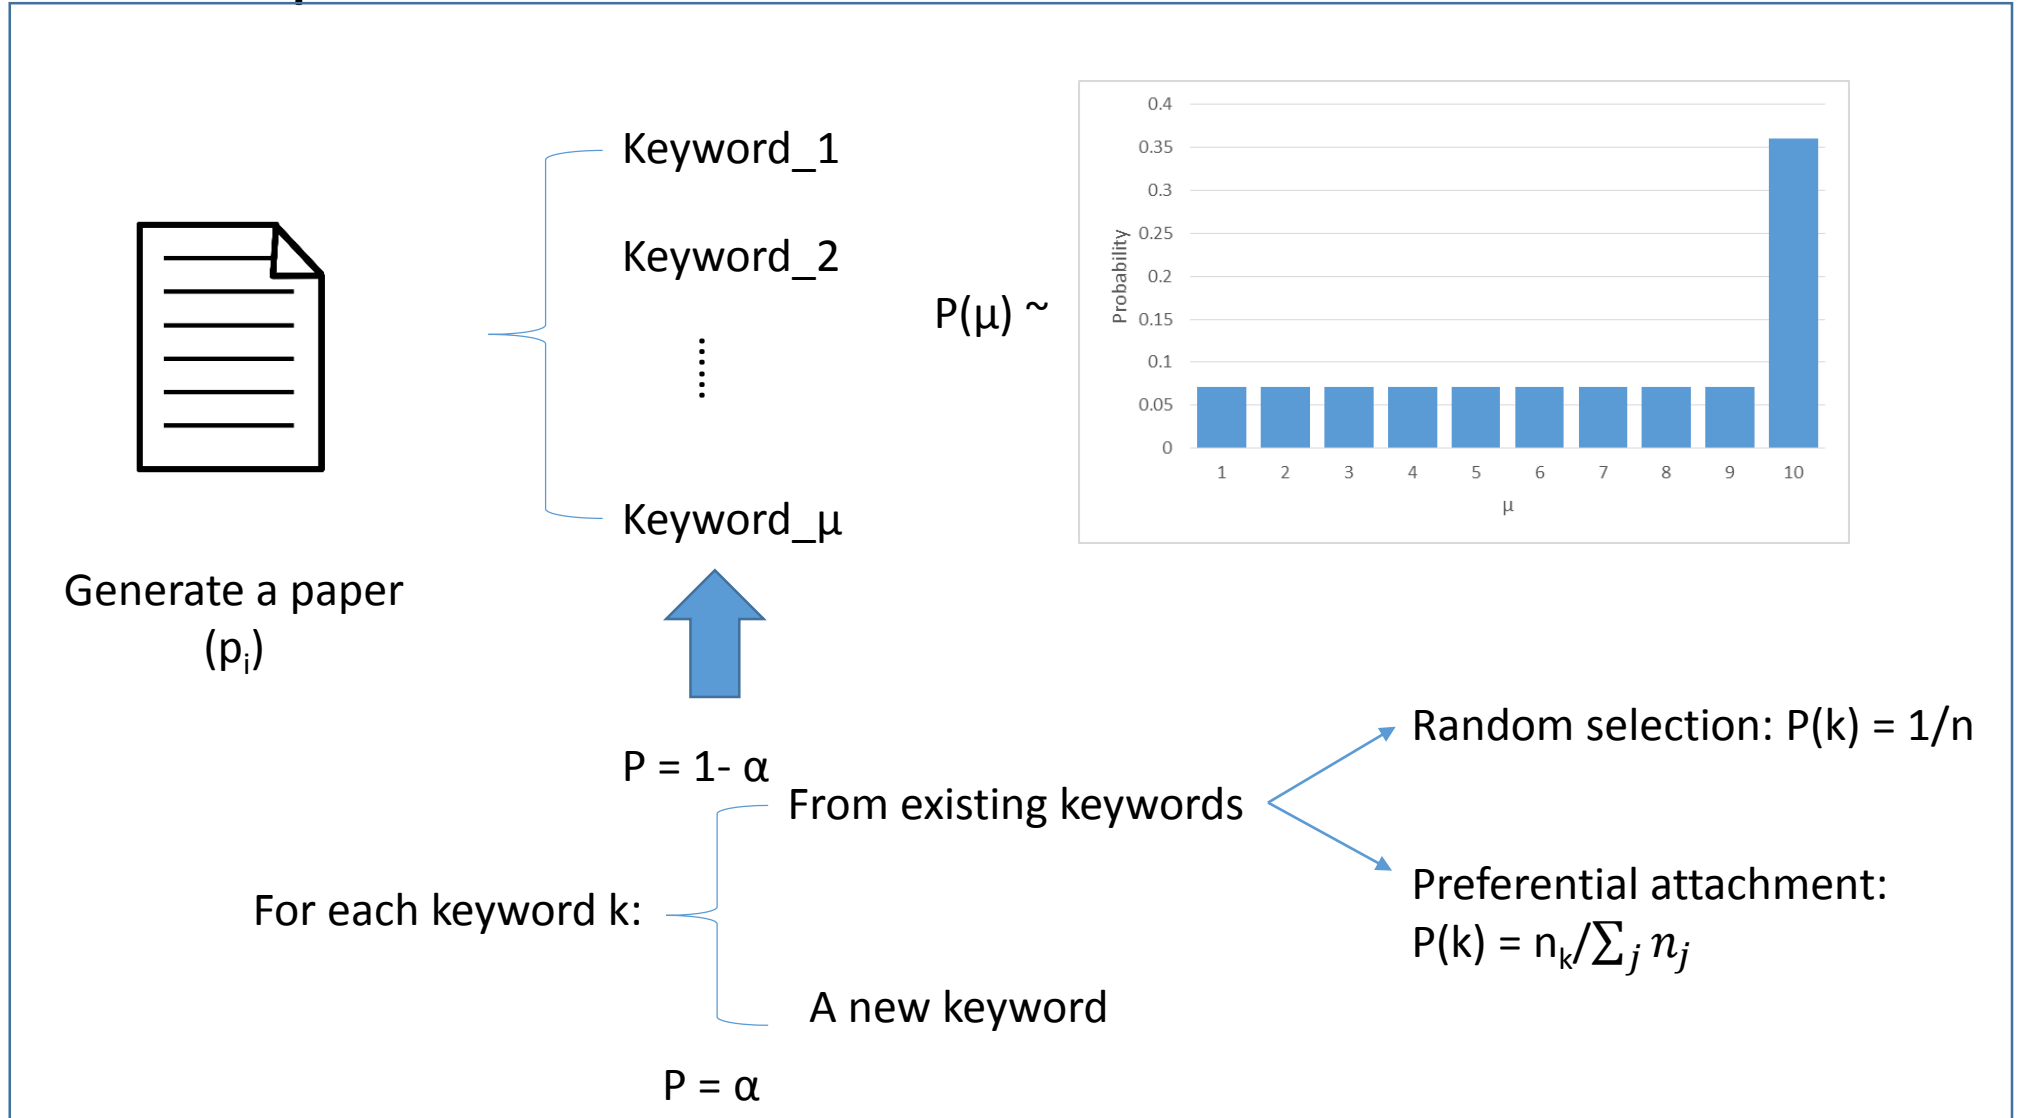 Keyword_1
Keyword_2
......
Keyword_μ
P(μ) ~
0.4
0.35
0.3
0.25
0.2
0.15
0.1
0.05
0
Probability
1 2 3 4 5 6 7 8 9 10
μ
Generate a paper
(pᵢ)
P = 1- α
From existing keywords
Random selection: P(k) = 1/n
For each keyword k:
Preferential attachment:
P(k) = nₖ/∑ⱼ nⱼ
A new keyword
P = α